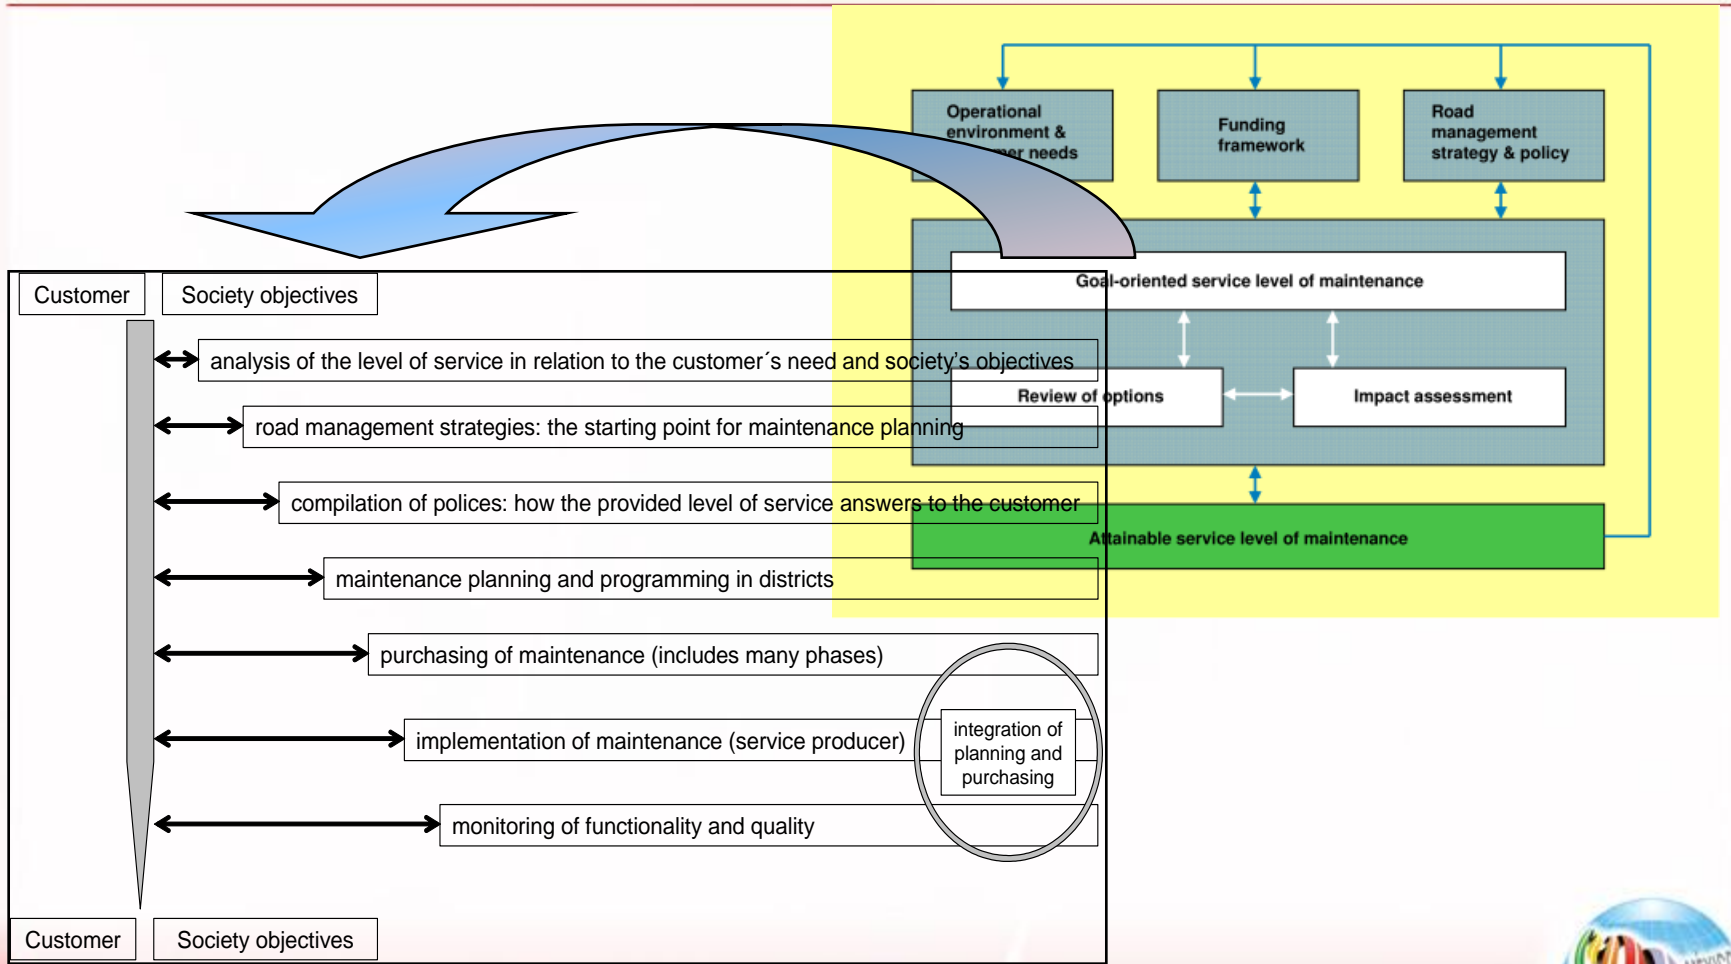 Operational
environment &
needs
Funding
framework
Road
management
strategy & policy
Goal-oriented service level of maintenance
Review of options
Impact assessment
Attainable service level of maintenance
Customer
Society objectives
analysis of the level of service in relation to the customer´s need and society's objectives
road management strategies: the starting point for maintenance planning
compilation of polices: how the provided level of service answers to the customer
maintenance planning and programming in districts
purchasing of maintenance (includes many phases)
implementation of maintenance (service producer)
integration of
planning and
purchasing
monitoring of functionality and quality
Customer
Society objectives